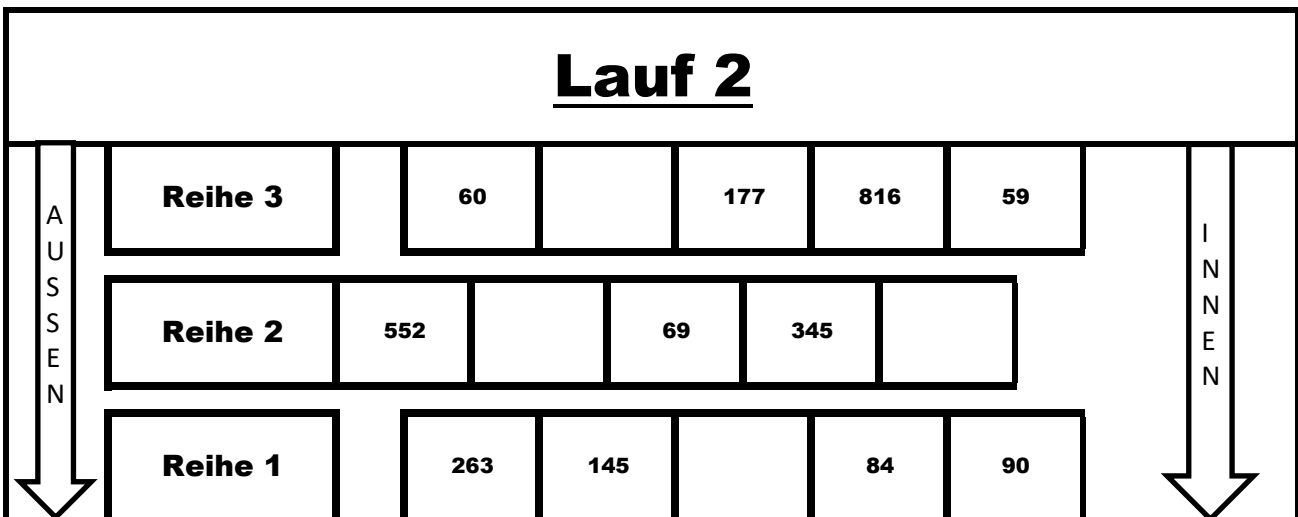 Lauf 2
Reihe 3 60 177 816 59
Reihe 2 552 69 345
Reihe 1 263 145 84 90
AUSSEN
INNEN